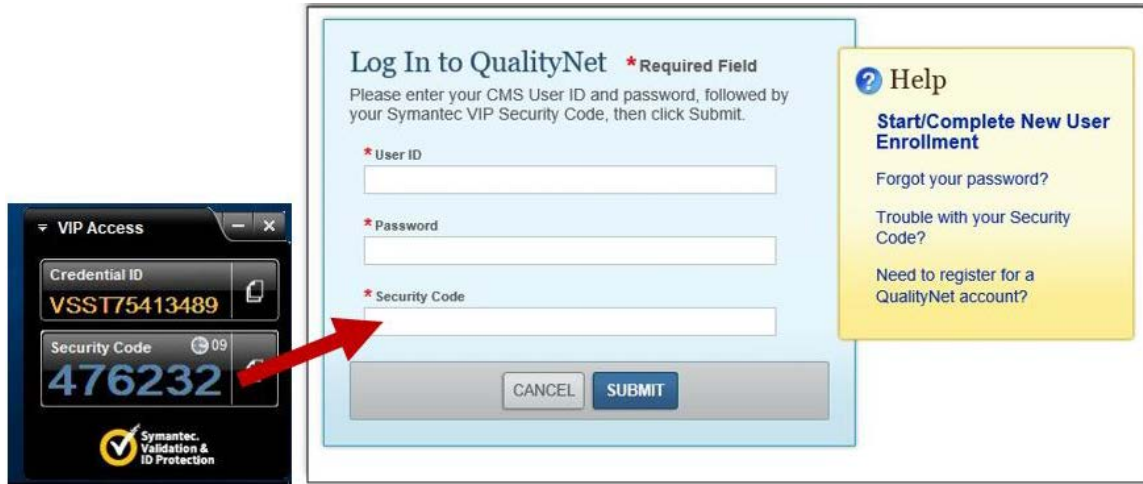 VIP Access
Credential ID
VSST75413489
Security Code 09
476232
Symantec.
Validation &
ID Protection
Log In to QualityNet *Required Field
Please enter your CMS User ID and password, followed by
your Symantec VIP Security Code, then click Submit.
*User ID
*Password
*Security Code
CANCEL SUBMIT
? Help
Start/Complete New User
Enrollment
Forgot your password?
Trouble with your Security
Code?
Need to register for a
QualityNet account?